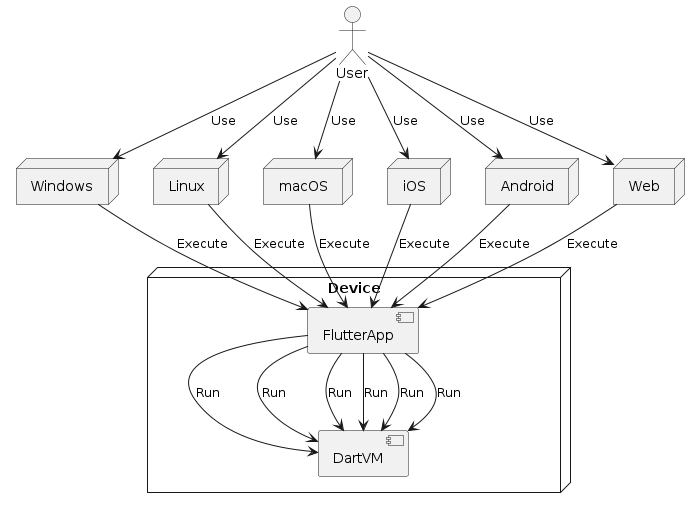 User
Use Use Use Use Use Use
Windows Linux macOS iOS Android Web
Execute Execute Execute Execute Execute Execute
Device
FlutterApp
Run Run Run Run Run Run
DartVM